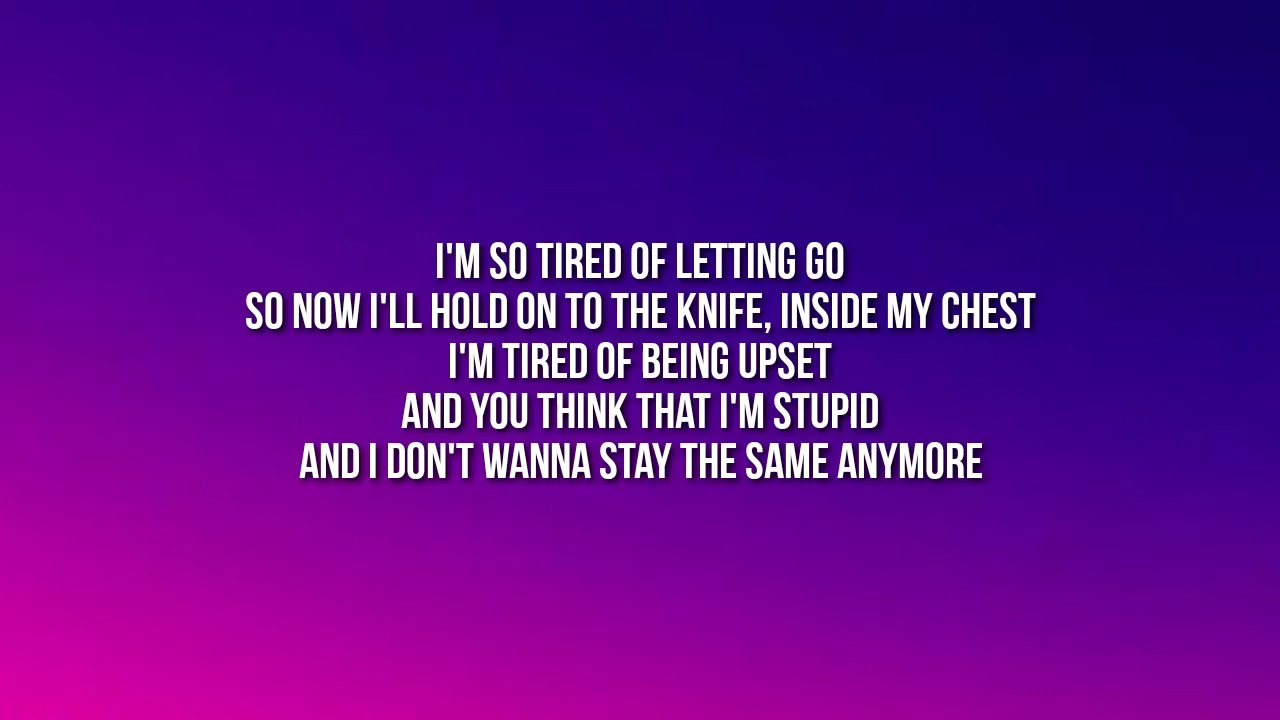 I'M SO TIRED OF LETTING GO
SO NOW I'LL HOLD ON TO THE KNIFE, INSIDE MY CHEST
I'M TIRED OF BEING UPSET
AND YOU THINK THAT I'M STUPID
AND I DON'T WANNA STAY THE SAME ANYMORE